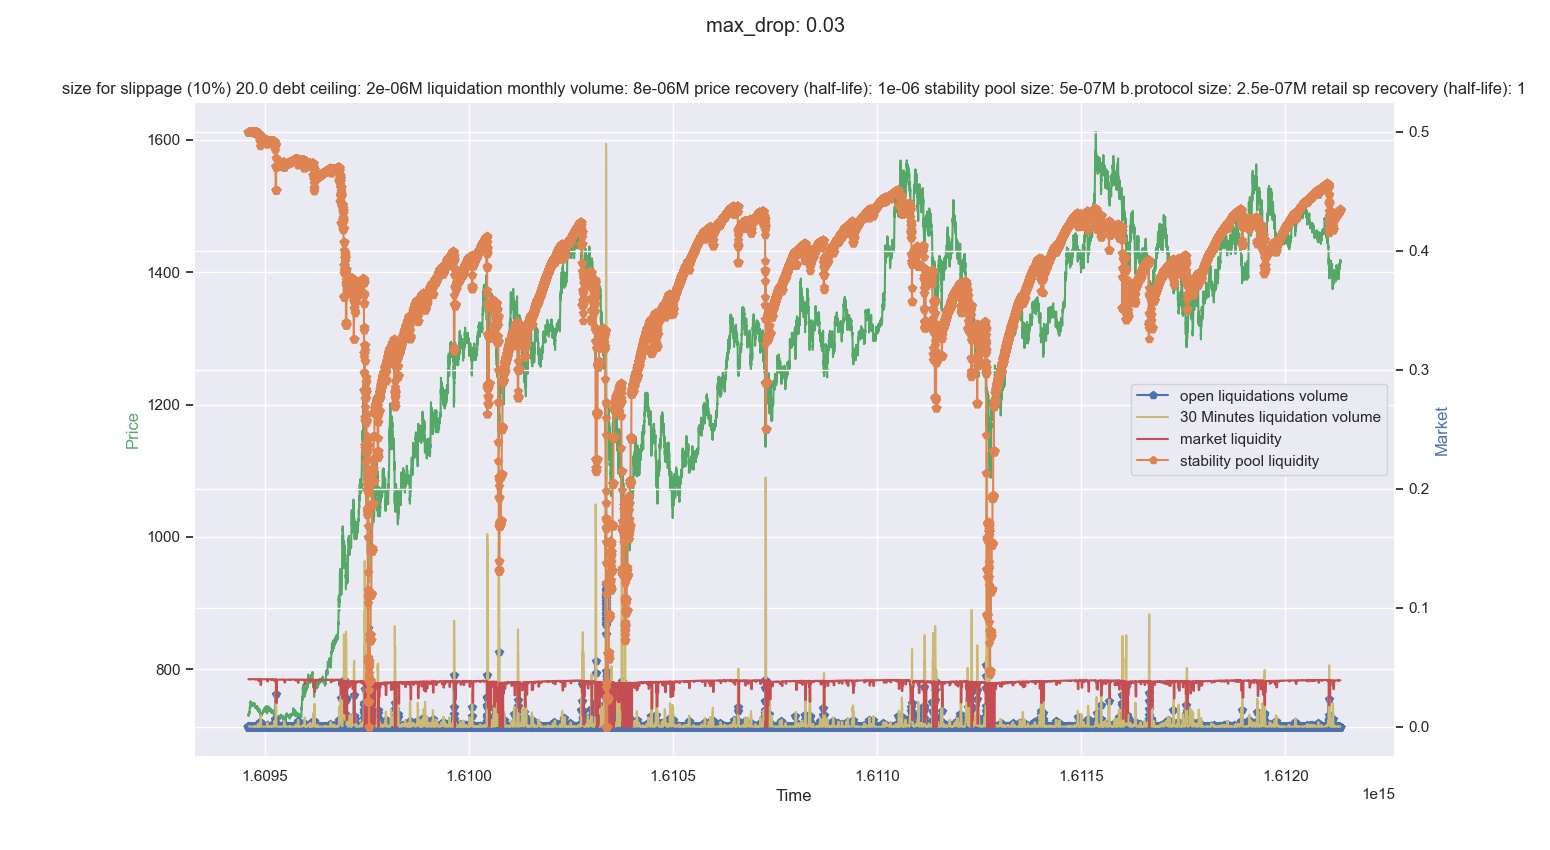 max_drop: 0.03
size for slippage (10%) 20.0 debt ceiling: 2e-06M liquidation monthly volume: 8e-06M price recovery (half-life): 1e-06 stability pool size: 5e-07M b.protocol size: 2.5e-07M retail sp recovery (half-life): 1
1600
1400
1200
1000
800
Price
0.5
0.4
0.3
0.2
0.1
0.0
Market
open liquidations volume
30 Minutes liquidation volume
market liquidity
stability pool liquidity
1.6095
1.6100
1.6105
1.6110
1.6115
1.6120
Time
1e15